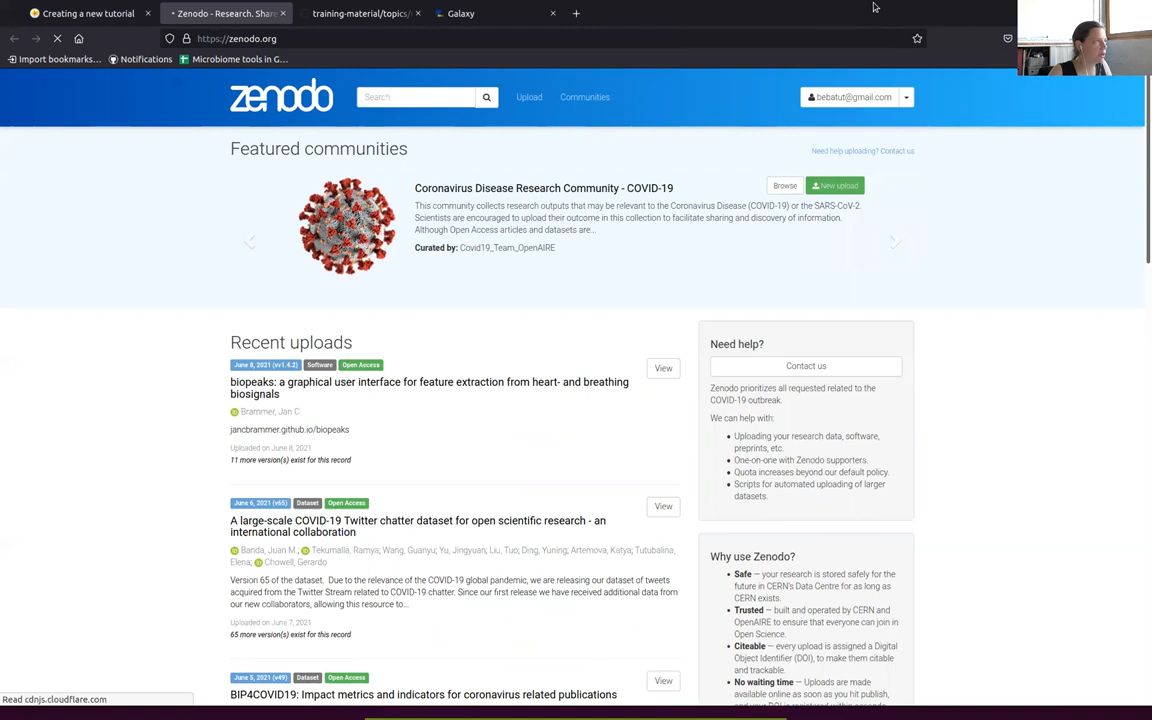 Creating a new tutorial
Zenodo - Research. Share
training-material/topics/
Galaxy
https://zenodo.org
Import bookmarks...
Notifications
Microbiome tools in G...
zenodo
Search
Upload
Communities
bebatut@gmail.com
Featured communities
Need help uploading? Contact us
Coronavirus Disease Research Community - COVID-19
Browse
New upload
This community collects research outputs that may be relevant to the Coronavirus Disease (COVID-19) or the SARS-CoV-2.
Scientists are encouraged to upload their outcome in this collection to facilitate sharing and discovery of information.
Although Open Access articles and datasets are...
Curated by: Covid19_Team_OpenAIRE
Recent uploads
June 8, 2021 (vv1.4.2) Software Open Access
View
biopeaks: a graphical user interface for feature extraction from heart- and breathing
biosignals
Brammer, Jan C
jancbrammer.github.io/biopeaks
Uploaded on June 8, 2021
11 more version(s) exist for this record
June 6, 2021 (v65) Dataset Open Access
View
A large-scale COVID-19 Twitter chatter dataset for open scientific research - an
international collaboration
Banda, Juan M.; Tekumalla, Ramya; Wang, Guanyu; Yu, Jingyuan; Liu, Tuo; Ding, Yuning; Artemova, Katya; Tutubalina,
Elena; Chowell, Gerardo
Version 65 of the dataset. Due to the relevance of the COVID-19 global pandemic, we are releasing our dataset of tweets
acquired from the Twitter Stream related to COVID-19 chatter. Since our first release we have received additional data from
our new collaborators, allowing this resource to...
Uploaded on June 7, 2021
65 more version(s) exist for this record
June 5, 2021 (v49) Dataset Open Access
View
BIP4COVID19: Impact metrics and indicators for coronavirus related publications
Need help?
Contact us
Zenodo prioritizes all requested related to the
COVID-19 outbreak.
We can help with:
Uploading your research data, software,
preprints, etc.
One-on-one with Zenodo supporters.
Quota increases beyond our default policy.
Scripts for automated uploading of larger
datasets.
Why use Zenodo?
Safe — your research is stored safely for the
future in CERN's Data Centre for as long as
CERN exists.
Trusted — built and operated by CERN and
OpenAIRE to ensure that everyone can join in
Open Science.
Citeable — every upload is assigned a Digital
Object Identifier (DOI), to make them citable
and trackable.
No waiting time — Uploads are made
available online as soon as you hit publish,
Read cdnjs.cloudflare.com